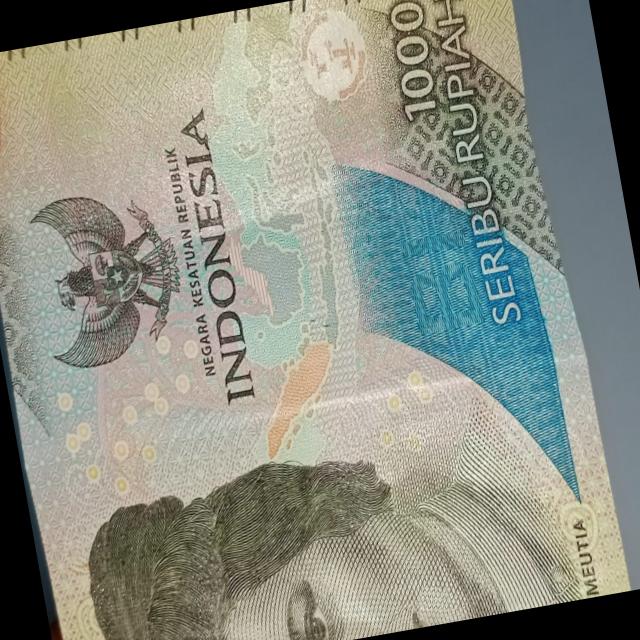 NEGARA KESATUAN REPUBLIK
INDONESIA
1000
SERIBU RUPIAH
MEUTIA